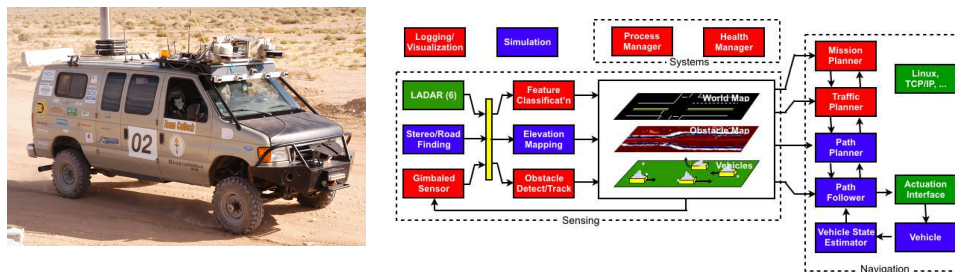 Team Caltech
02
Logging/
Visualization
Simulation
Process
Manager
Health
Manager
Systems
Mission
Planner
Linux,
TCP/IP, ...
LADAR (6)
Feature
Classificat'n
World Map
Traffic
Planner
Stereo/Road
Finding
Elevation
Mapping
Obstacle Map
Path
Planner
Gimbaled
Sensor
Obstacle
Detect/Track
Vehicles
Path
Follower
Actuation
Interface
Sensing
Vehicle State
Estimator
Vehicle
Navigation